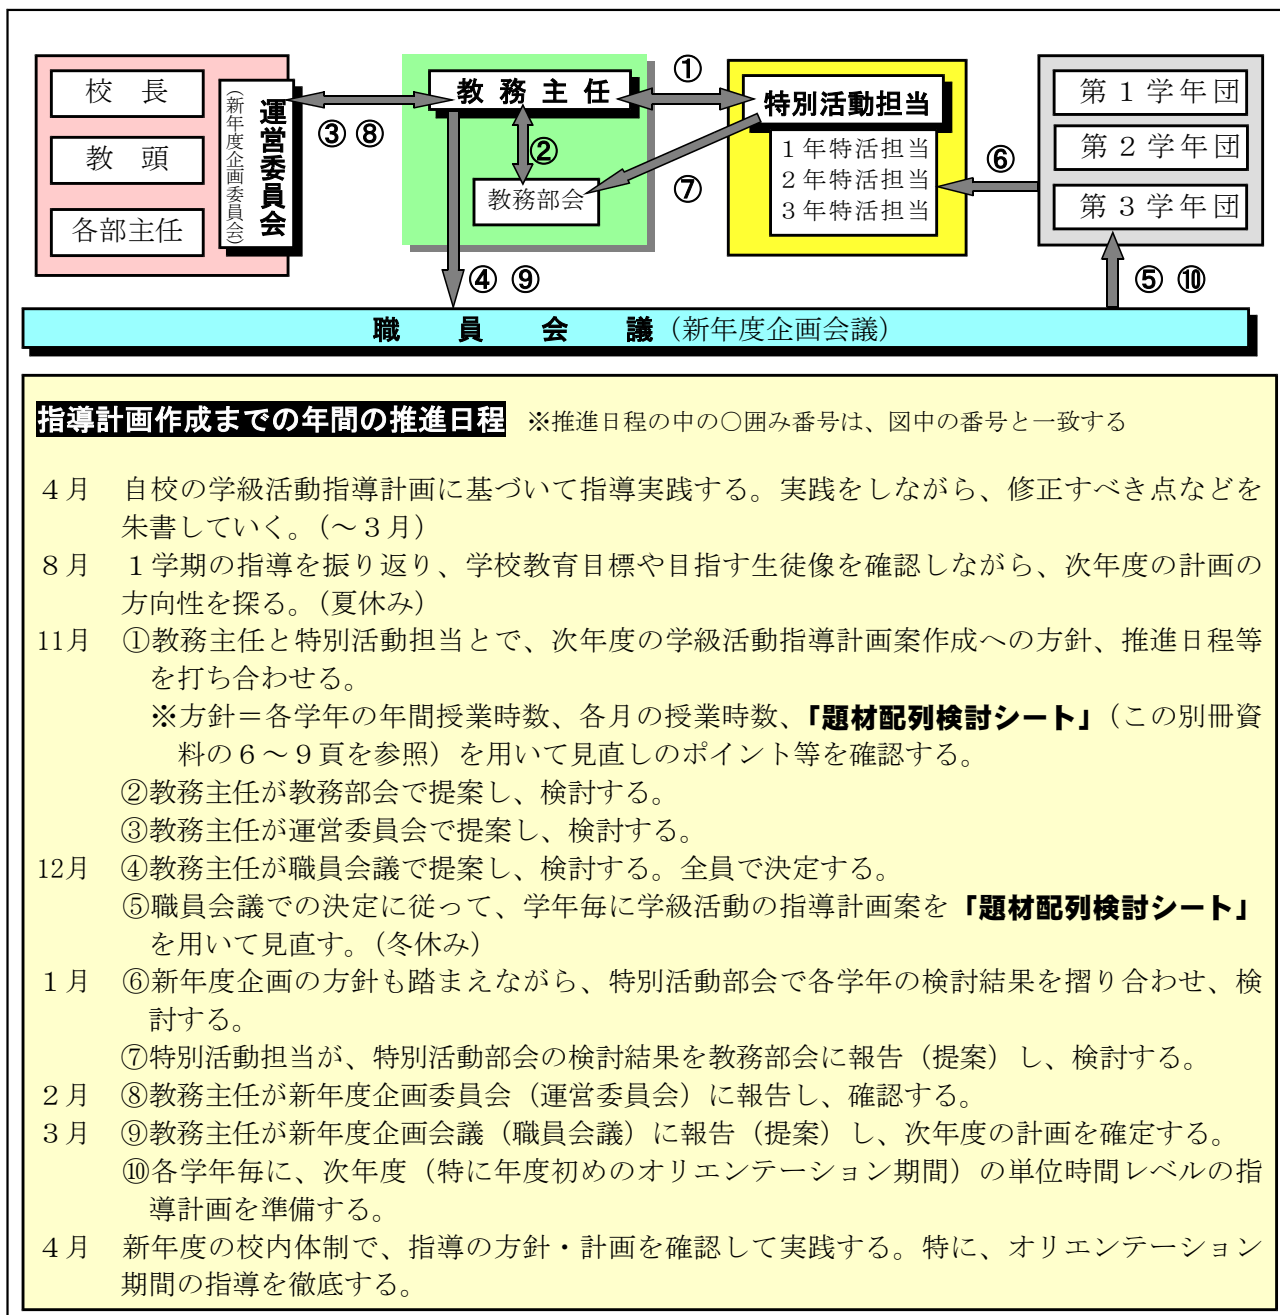 校　長
教　頭
各部主任
運営委員会
(新年度企画委員会)
③ ⑧
教 務 主 任
②
教務部会
④ ⑨
①
特別活動担当
１年特活担当
２年特活担当
３年特活担当
⑦
⑥
第１学年団
第２学年団
第３学年団
⑤ ⑩
職　員　会　議（新年度企画会議）
指導計画作成までの年間の推進日程　※推進日程の中の○囲み番号は、図中の番号と一致する
４月　自校の学級活動指導計画に基づいて指導実践する。実践をしながら、修正すべき点などを
朱書していく。（～３月）
８月　１学期の指導を振り返り、学校教育目標や目指す生徒像を確認しながら、次年度の計画の
方向性を探る。（夏休み）
11月　①教務主任と特別活動担当とで、次年度の学級活動指導計画案作成への方針、推進日程等
を打ち合わせる。
※方針＝各学年の年間授業時数、各月の授業時数、「題材配列検討シート」（この別冊資
料の６～９頁を参照）を用いて見直しのポイント等を確認する。
②教務主任が教務部会で提案し、検討する。
③教務主任が運営委員会で提案し、検討する。
12月　④教務主任が職員会議で提案し、検討する。全員で決定する。
⑤職員会議での決定に従って、学年毎に学級活動の指導計画案を「題材配列検討シート」
を用いて見直す。（冬休み）
１月　⑥新年度企画の方針も踏まえながら、特別活動部会で各学年の検討結果を摺り合わせ、検
討する。
⑦特別活動担当が、特別活動部会の検討結果を教務部会に報告（提案）し、検討する。
２月　⑧教務主任が新年度企画委員会（運営委員会）に報告し、確認する。
３月　⑨教務主任が新年度企画会議（職員会議）に報告（提案）し、次年度の計画を確定する。
⑩各学年毎に、次年度（特に年度初めのオリエンテーション期間）の単位時間レベルの指
導計画を準備する。
４月　新年度の校内体制で、指導の方針・計画を確認して実践する。特に、オリエンテーション
期間の指導を徹底する。